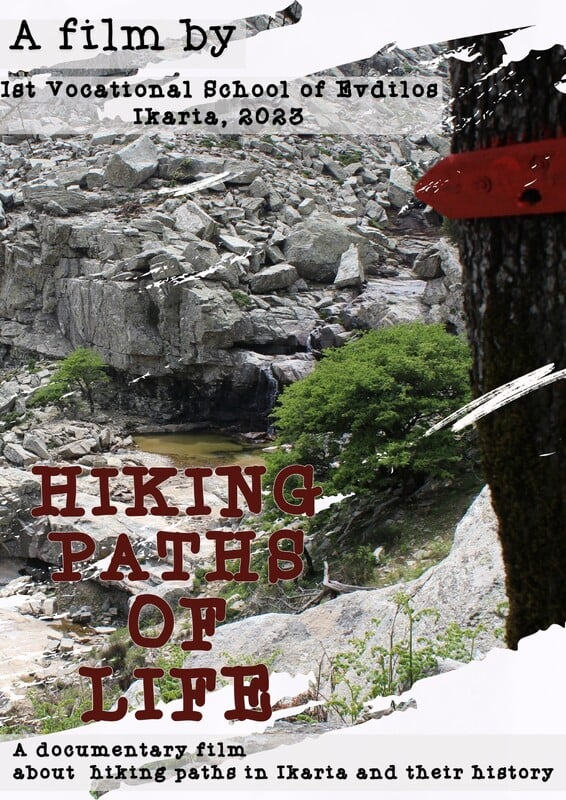 A film by
1st Vocational School of Evdilos
Ikaria, 2023
HIKING
PATHS
OF
LIFE
A documentary film
about hiking paths in Ikaria and their history